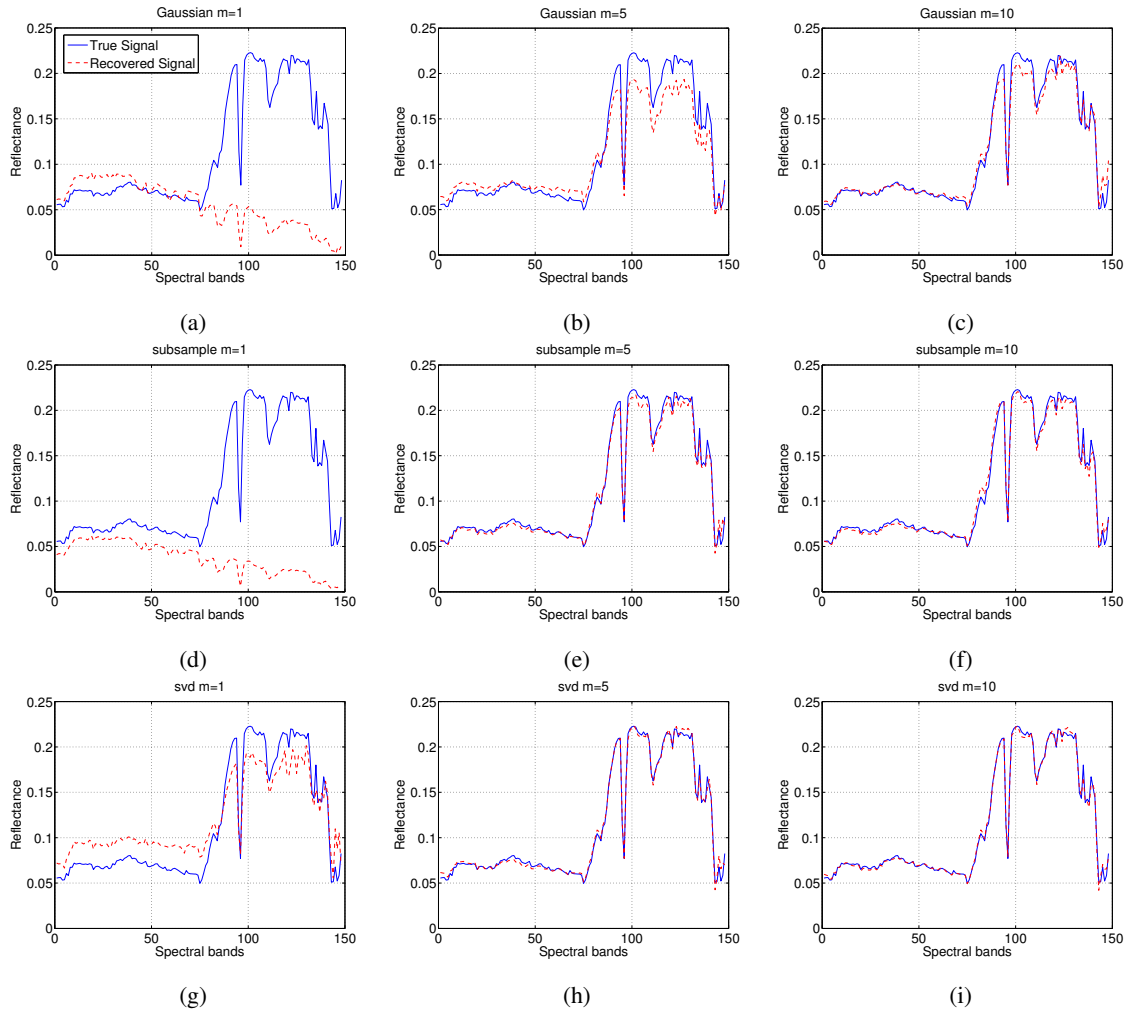 Gaussian m=1
Gaussian m=5
Gaussian m=10
True Signal
Recovered Signal
0.25
0.2
0.15
0.1
0.05
0
Reflectance
0
50
100
150
Spectral bands
0.25
0.2
0.15
0.1
0.05
0
Reflectance
0
50
100
150
Spectral bands
0.25
0.2
0.15
0.1
0.05
0
Reflectance
0
50
100
150
Spectral bands
(a)
(b)
(c)
subsample m=1
subsample m=5
subsample m=10
0.25
0.2
0.15
0.1
0.05
0
Reflectance
0
50
100
150
Spectral bands
0.25
0.2
0.15
0.1
0.05
0
Reflectance
0
50
100
150
Spectral bands
0.25
0.2
0.15
0.1
0.05
0
Reflectance
0
50
100
150
Spectral bands
(d)
(e)
(f)
svd m=1
svd m=5
svd m=10
0.25
0.2
0.15
0.1
0.05
0
Reflectance
0
50
100
150
Spectral bands
0.25
0.2
0.15
0.1
0.05
0
Reflectance
0
50
100
150
Spectral bands
0.25
0.2
0.15
0.1
0.05
0
Reflectance
0
50
100
150
Spectral bands
(g)
(h)
(i)